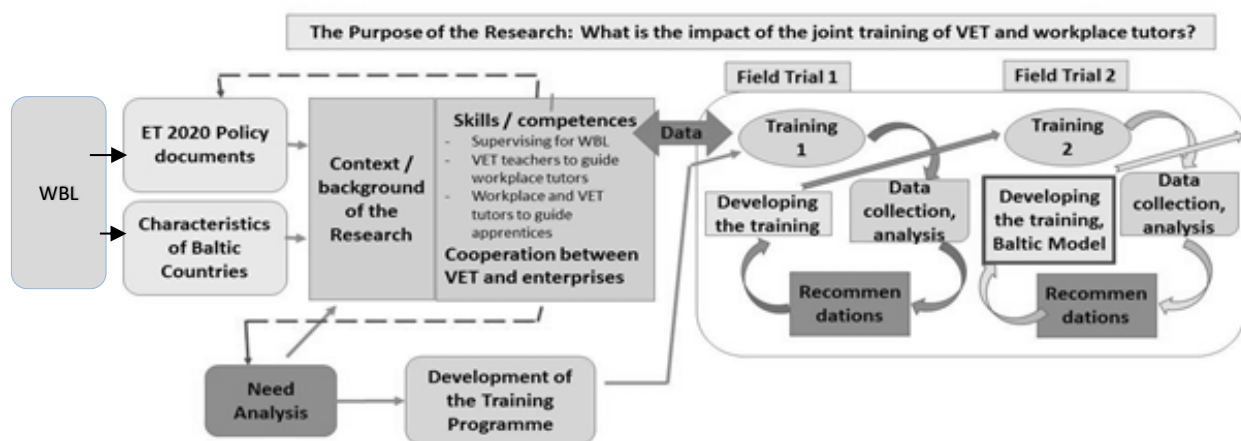 The Purpose of the Research: What is the impact of the joint training of VET and workplace tutors?
WBL
ET 2020 Policy
documents
Characteristics
of Baltic
Countries
Context /
background
of the
Research
Skills / competences
- Supervising for WBL
- VET teachers to guide
workplace tutors
- Workplace and VET
tutors to guide
apprentices
Cooperation between
VET and enterprises
Need
Analysis
Development of
the Training
Programme
Data
Field Trial 1
Training
1
Developing
the training
Data
collection,
analysis
Recommen
dations
Field Trial 2
Training
2
Developing
the training,
Baltic Model
Data
collection,
analysis
Recommen
dations